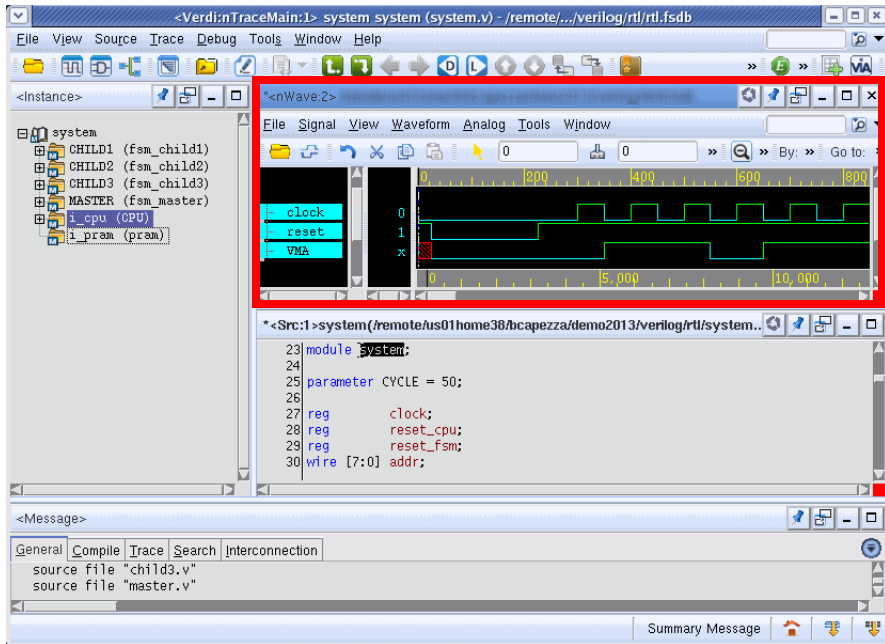 <Verdi:nTraceMain:1> system system (system.v) - /remote/.../verilog/rtl/rtl.fsdb
File View Source Trace Debug Tools Window Help
D L » » VIA
<Instance>
system
CHILD1 (fsm_child1)
CHILD2 (fsm_child2)
CHILD3 (fsm_child3)
MASTER (fsm_master)
i_cpu (CPU)
i_pram (pram)
*<nWave:2>
File Signal View Waveform Analog Tools Window
0 0 » » By: » Go to:
0 200 400 600 800
clock 0
reset 1
VMA x
0 5,000 10,000
*<Src:1>system(/remote/us01home38/bcapezza/demo2013/verilog/rtl/system..
23 module system;
24
25 parameter CYCLE = 50;
26
27 reg clock;
28 reg reset_cpu;
29 reg reset_fsm;
30 wire [7:0] addr;
<Message>
General Compile Trace Search Interconnection
source file "child3.v"
source file "master.v"
Summary Message